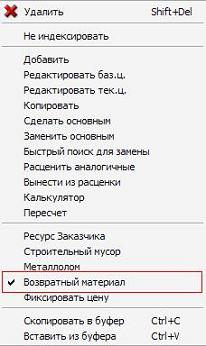 Удалить Shift+Del
Не индексировать
Добавить
Редактировать баз.ц.
Редактировать тек.ц.
Копировать
Сделать основным
Заменить основным
Быстрый поиск для замены
Расценить аналогичные
Вынести из расценки
Калькулятор
Пересчет
Ресурс Заказчика
Строительный мусор
Металлолом
Возвратный материал
Фиксировать цену
Скопировать в буфер Ctrl+C
Вставить из буфера Ctrl+V